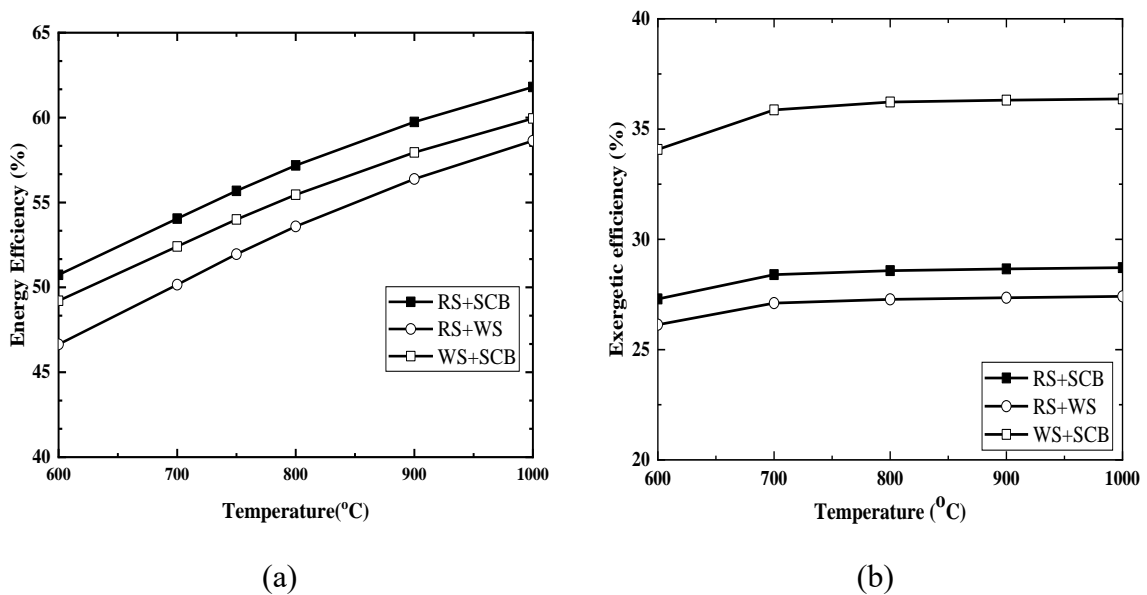 65
60
55
50
45
40
Energy Effciency (%)
RS+SCB
RS+WS
WS+SCB
600
700
800
900
1000
Temperature(°C)
(a)
40
35
30
25
20
Exergetic efficiency (%)
RS+SCB
RS+WS
WS+SCB
600
700
800
900
1000
Temperature (°C)
(b)